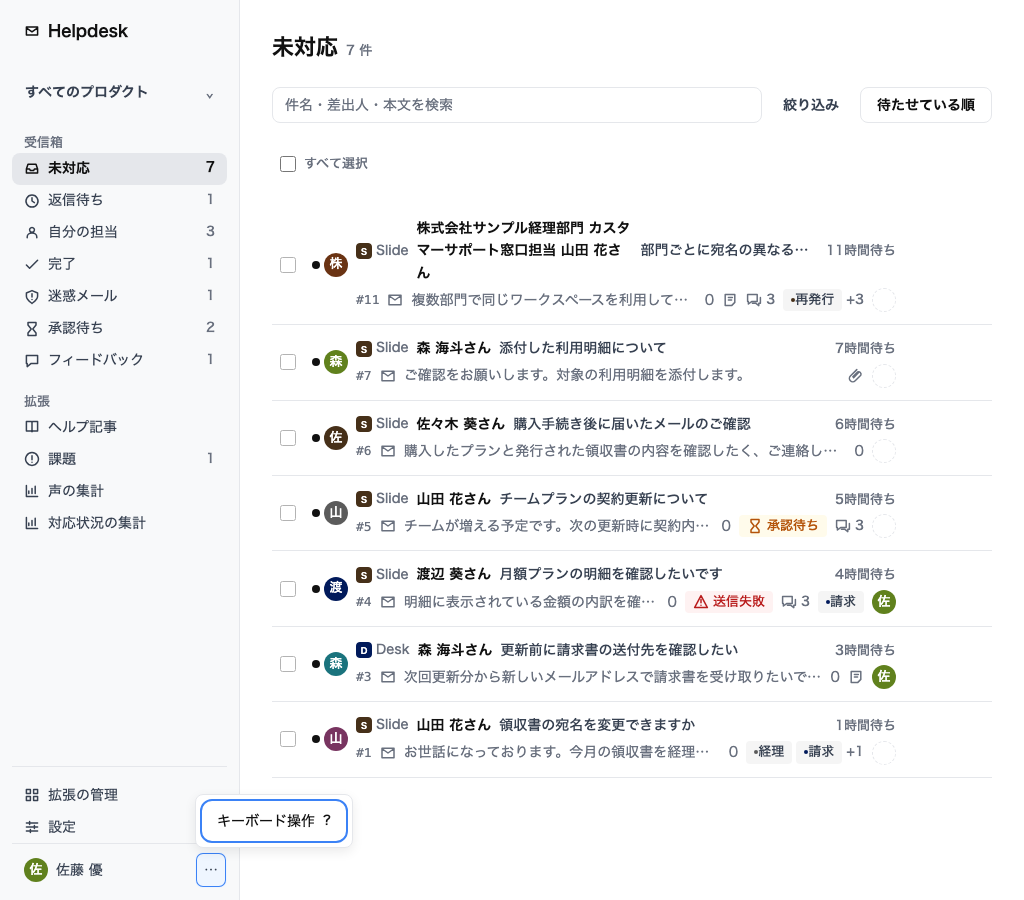 Helpdesk
すべてのプロダクト
受信箱
未対応 7
返信待ち 1
自分の担当 3
完了 1
迷惑メール 1
承認待ち 2
フィードバック 1
拡張
ヘルプ記事
課題 1
声の集計
対応状況の集計
拡張の管理
設定
キーボード操作 ?
佐 佐藤 優 …
未対応 7 件
件名・差出人・本文を検索 絞り込み 待たせている順
すべて選択
株 S Slide 株式会社サンプル経理部門 カスタ
マーサポート窓口担当 山田 花さ
ん
部門ごとに宛名の異なる… 11時間待ち
#11 複数部門で同じワークスペースを利用して… 0 3 •再発行 +3
森 S Slide 森 海斗さん 添付した利用明細について 7時間待ち
#7 ご確認をお願いします。対象の利用明細を添付します。
佐 S Slide 佐々木 葵さん 購入手続き後に届いたメールのご確認 6時間待ち
#6 購入したプランと発行された領収書の内容を確認したく、ご連絡し… 0
山 S Slide 山田 花さん チームプランの契約更新について 5時間待ち
#5 チームが増える予定です。次の更新時に契約内… 0 承認待ち 3
渡 S Slide 渡辺 葵さん 月額プランの明細を確認したいです 4時間待ち
#4 明細に表示されている金額の内訳を確… 0 送信失敗 3 •請求 佐
森 D Desk 森 海斗さん 更新前に請求書の送付先を確認したい 3時間待ち
#3 次回更新分から新しいメールアドレスで請求書を受け取りたいで… 0 佐
山 S Slide 山田 花さん 領収書の宛名を変更できますか 1時間待ち
#1 お世話になっております。今月の領収書を経理… 0 •経理 •請求 +1